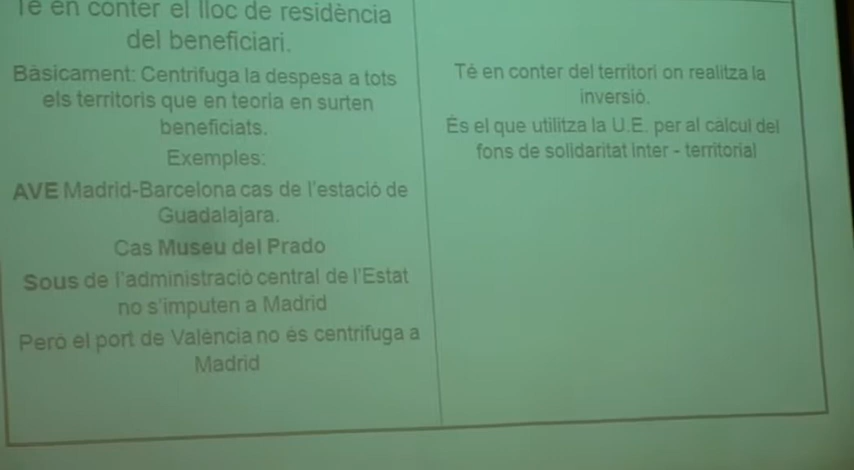 Té en conter el lloc de residència
del beneficiari.
Bàsicament: Centrifuga la despesa a tots
els territoris que en teoria en surten
beneficiats.
Exemples:
AVE Madrid-Barcelona cas de l'estació de
Guadalajara.
Cas Museu del Prado
Sous de l'administració central de l'Estat
no s'imputen a Madrid
Però el port de València no és centrifuga a
Madrid
Té en conter del territori on realitza la
inversió.
És el que utilitza la U.E. per al càlcul del
fons de solidaritat inter - territorial